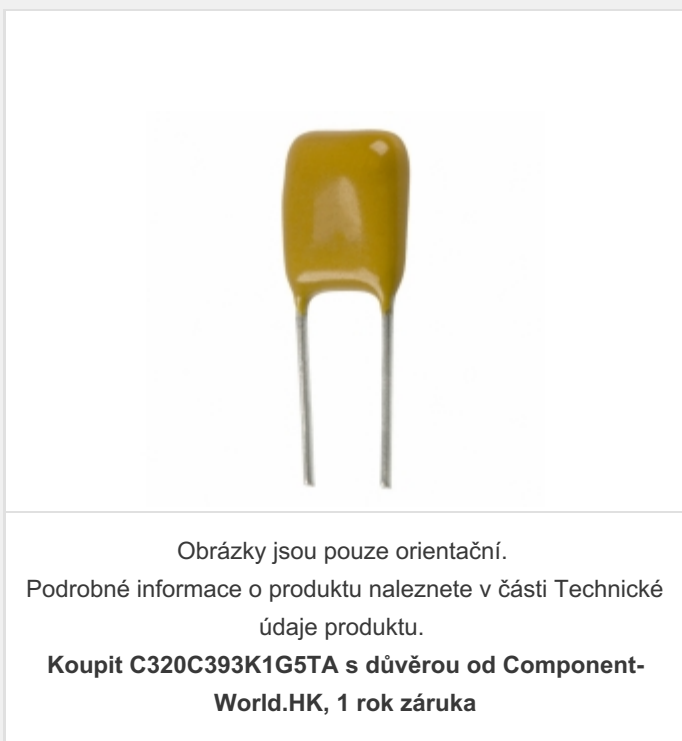 Obrázky jsou pouze orientační.
Podrobné informace o produktu naleznete v části Technické
údaje produktu.
Koupit C320C393K1G5TA s důvěrou od Component-
World.HK, 1 rok záruka